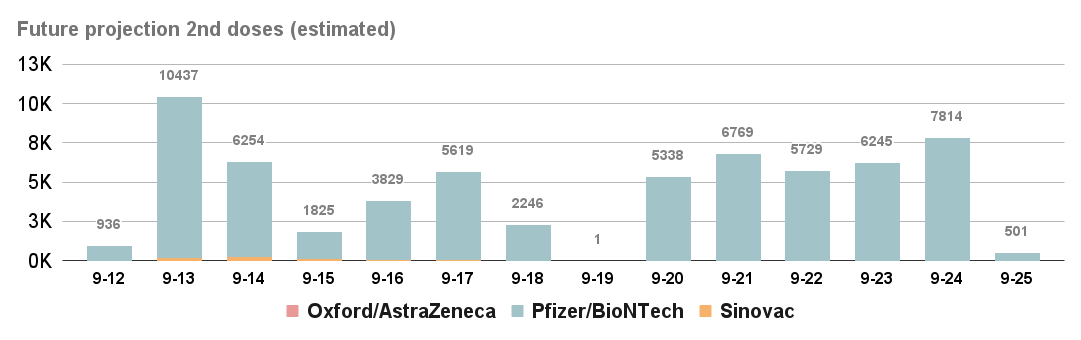 Future projection 2nd doses (estimated)
13K
10437
10K
7814
8K
6769
6254
6245
5729
5619
5338
5K
3829
3K
2246
1825
936
501
1
0K
9-12 9-13 9-14 9-15 9-16 9-17 9-18 9-19 9-20 9-21 9-22 9-23 9-24 9-25
Oxford/AstraZeneca Pfizer/BioNTech Sinovac